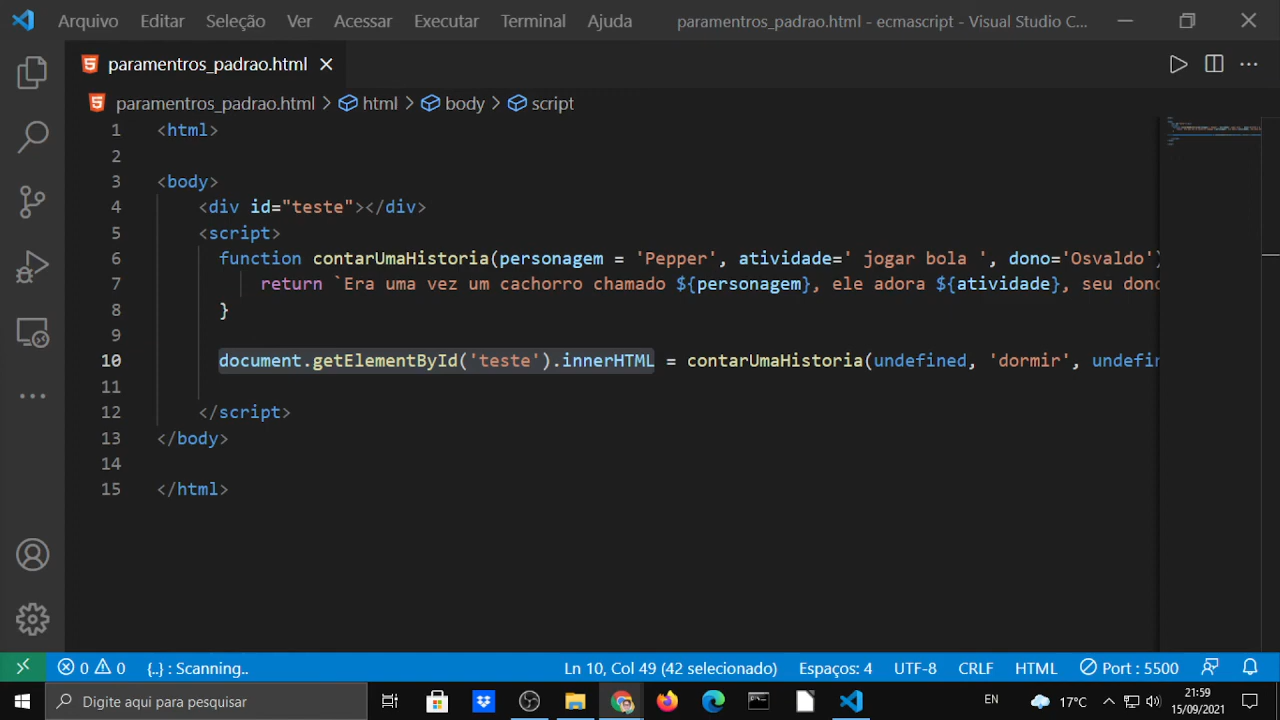 Arquivo Editar Seleção Ver Acessar Executar Terminal Ajuda paramentros_padrao.html - ecmascript - Visual Studio C...
paramentros_padrao.html
paramentros_padrao.html > html > body > script
1 <html>
2
3 <body>
4 <div id="teste"></div>
5 <script>
6 function contarUmaHistoria(personagem = 'Pepper', atividade=' jogar bola ', dono='Osvaldo')
7 return `Era uma vez um cachorro chamado ${personagem}, ele adora ${atividade}, seu dono
8 }
9
10 document.getElementById('teste').innerHTML = contarUmaHistoria(undefined, 'dormir', undefin
11
12 </script>
13 </body>
14
15 </html>
0 0 {..} : Scanning.. Ln 10, Col 49 (42 selecionado) Espaços: 4 UTF-8 CRLF HTML Port : 5500
Digite aqui para pesquisar EN 17°C 21:59
15/09/2021